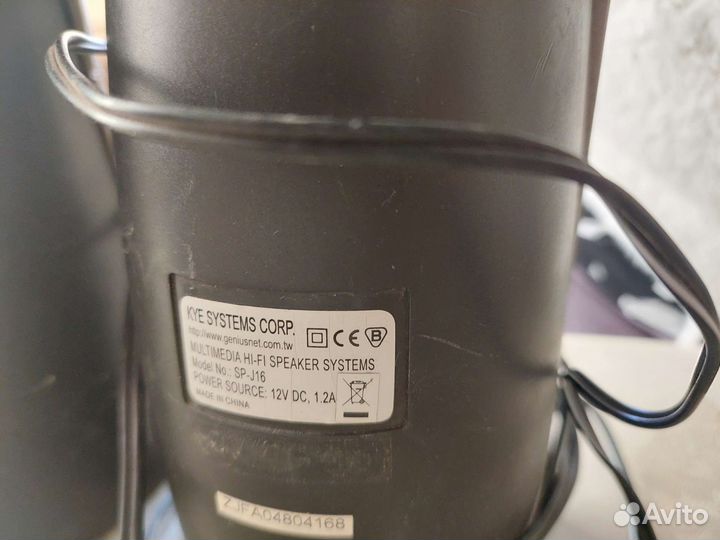 KYE SYSTEMS CORP.
http://www.geniusnet.com.tw
MULTIMEDIA HI-FI SPEAKER SYSTEMS
Model No.: SP-J16
POWER SOURCE: 12V DC, 1.2A
MADE IN CHINA
CE B
ZJFA04804168
Avito